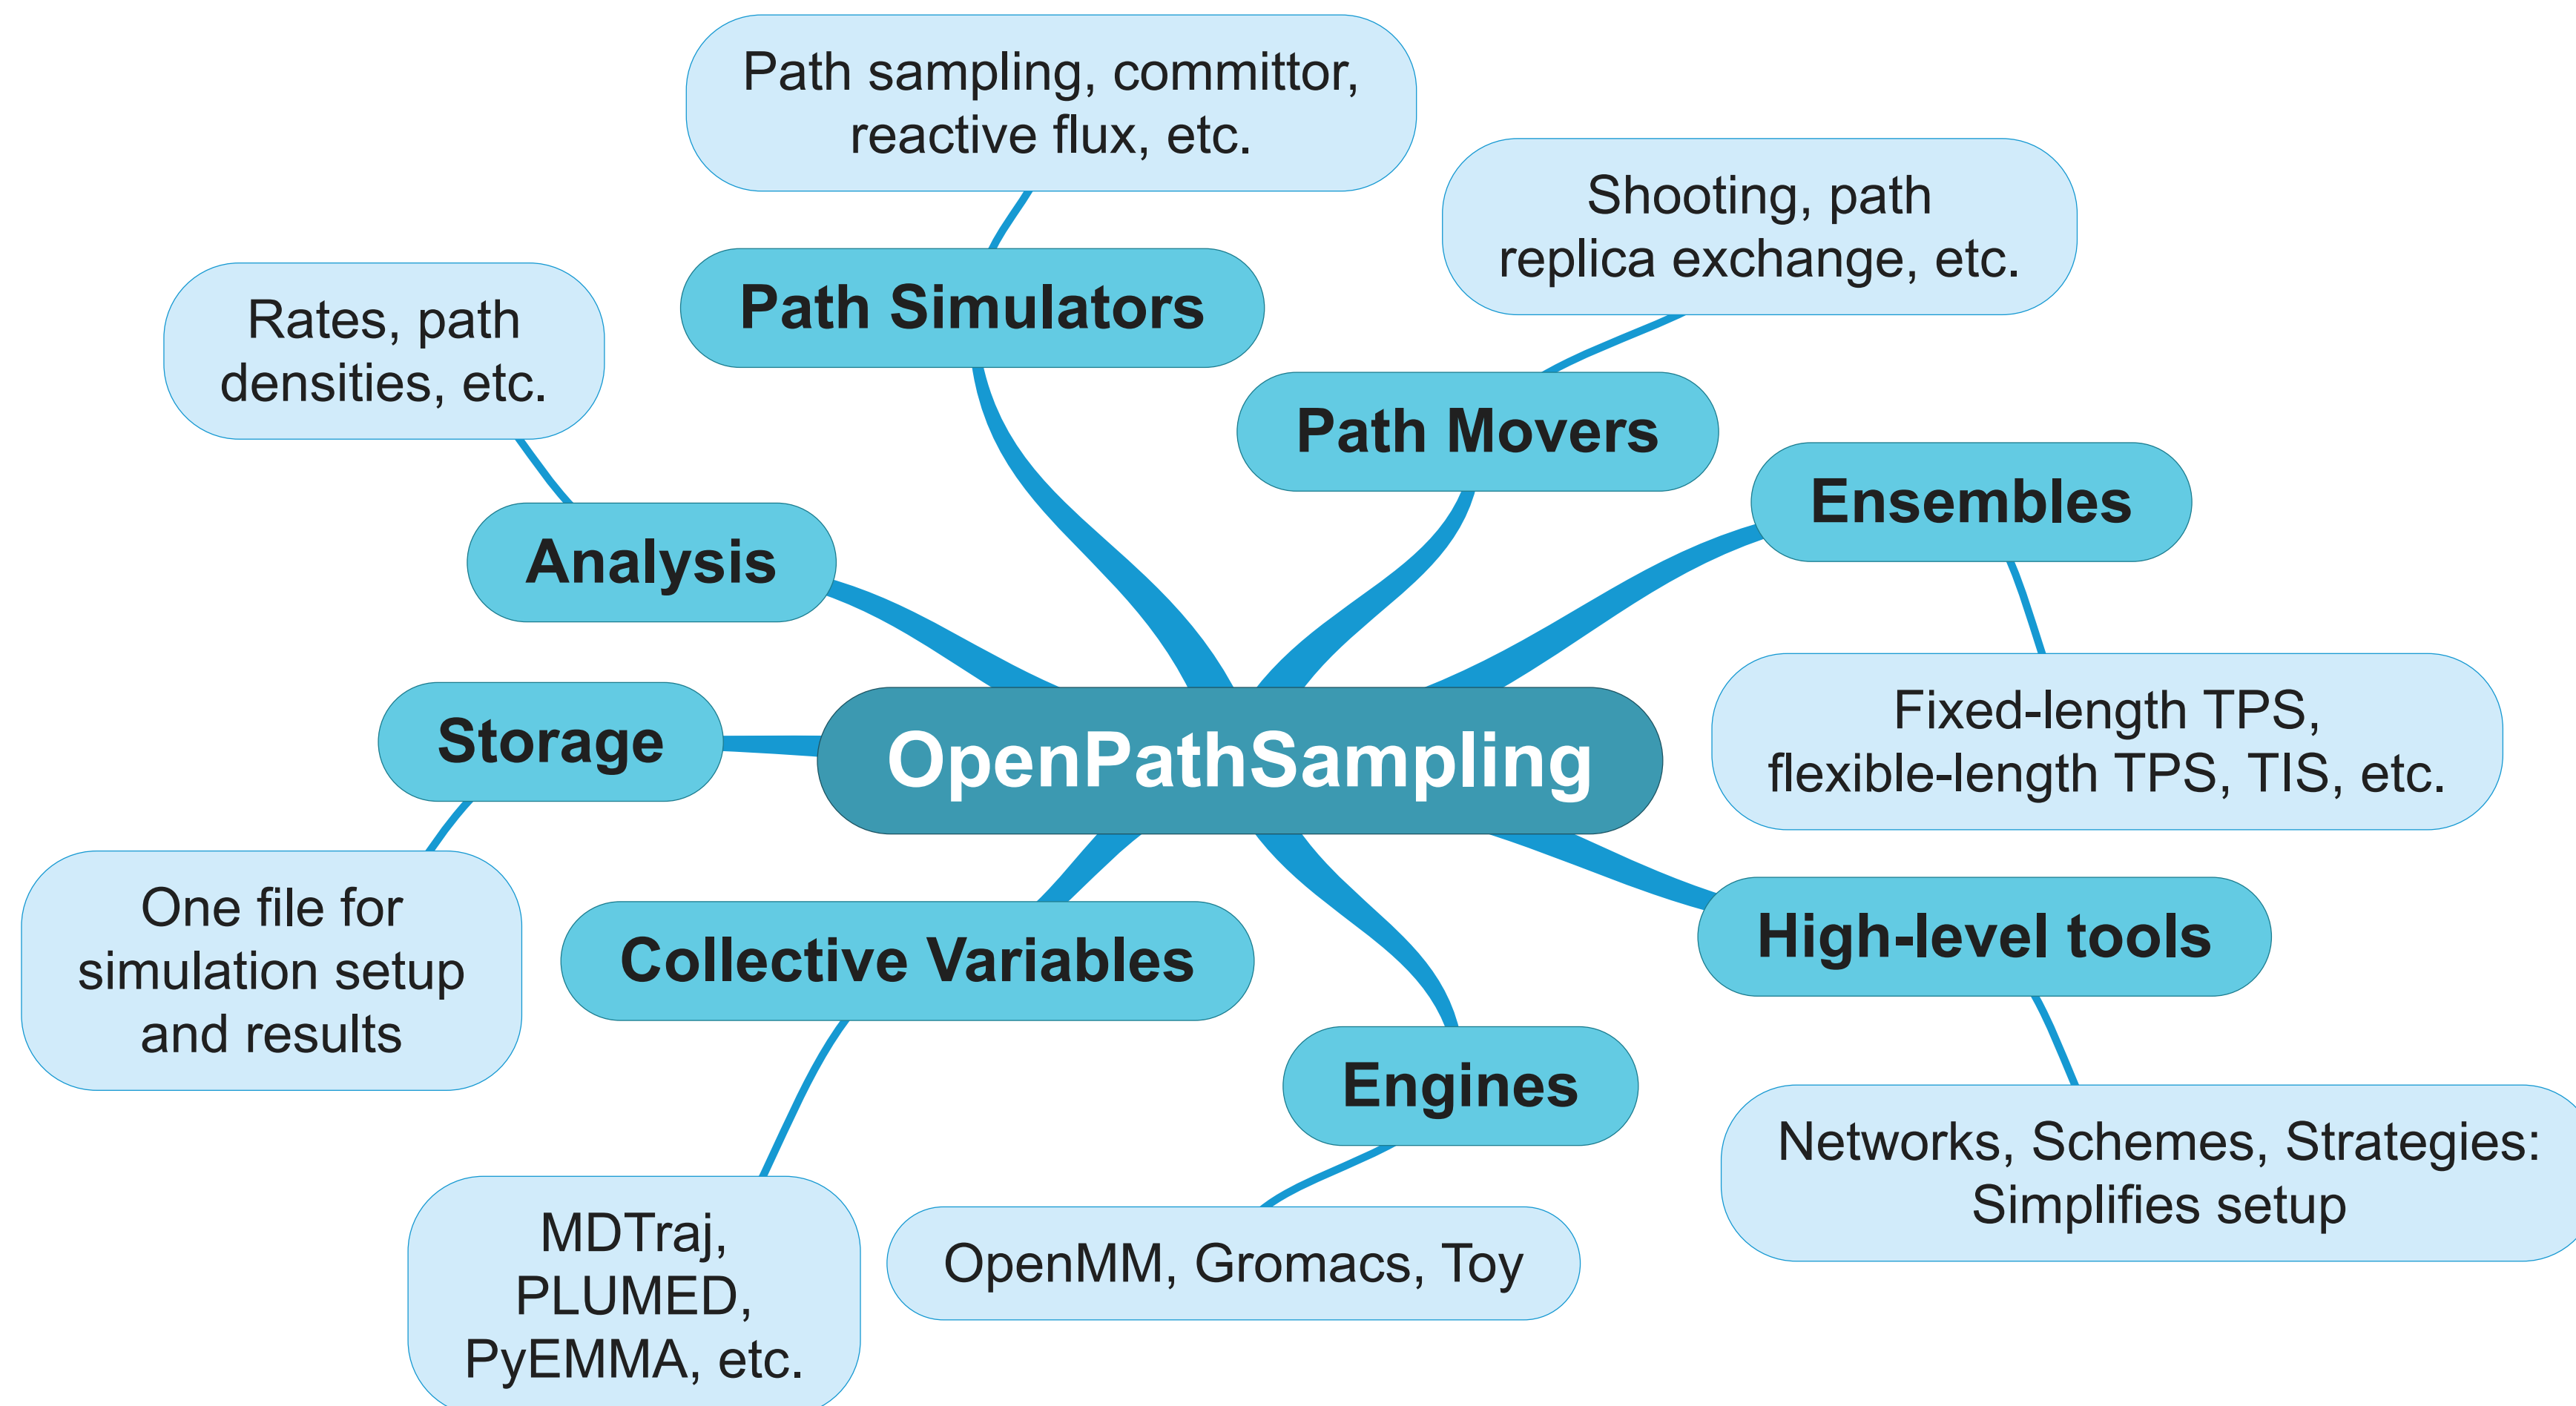 Path sampling, committor,
reactive flux, etc.
Path Simulators
Shooting, path
replica exchange, etc.
Path Movers
Rates, path
densities, etc.
Analysis
Ensembles
Fixed-length TPS,
flexible-length TPS, TIS, etc.
Storage
OpenPathSampling
One file for
simulation setup
and results
Collective Variables
High-level tools
Engines
Networks, Schemes, Strategies:
Simplifies setup
MDTraj,
PLUMED,
PyEMMA, etc.
OpenMM, Gromacs, Toy